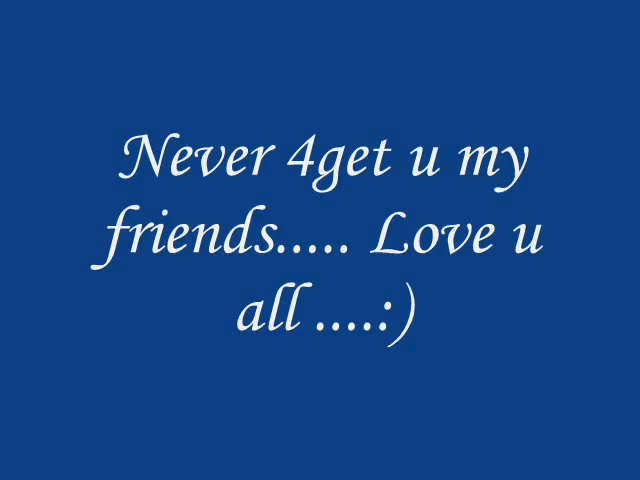 Never 4get u my
friends..... Love u
all ....:)